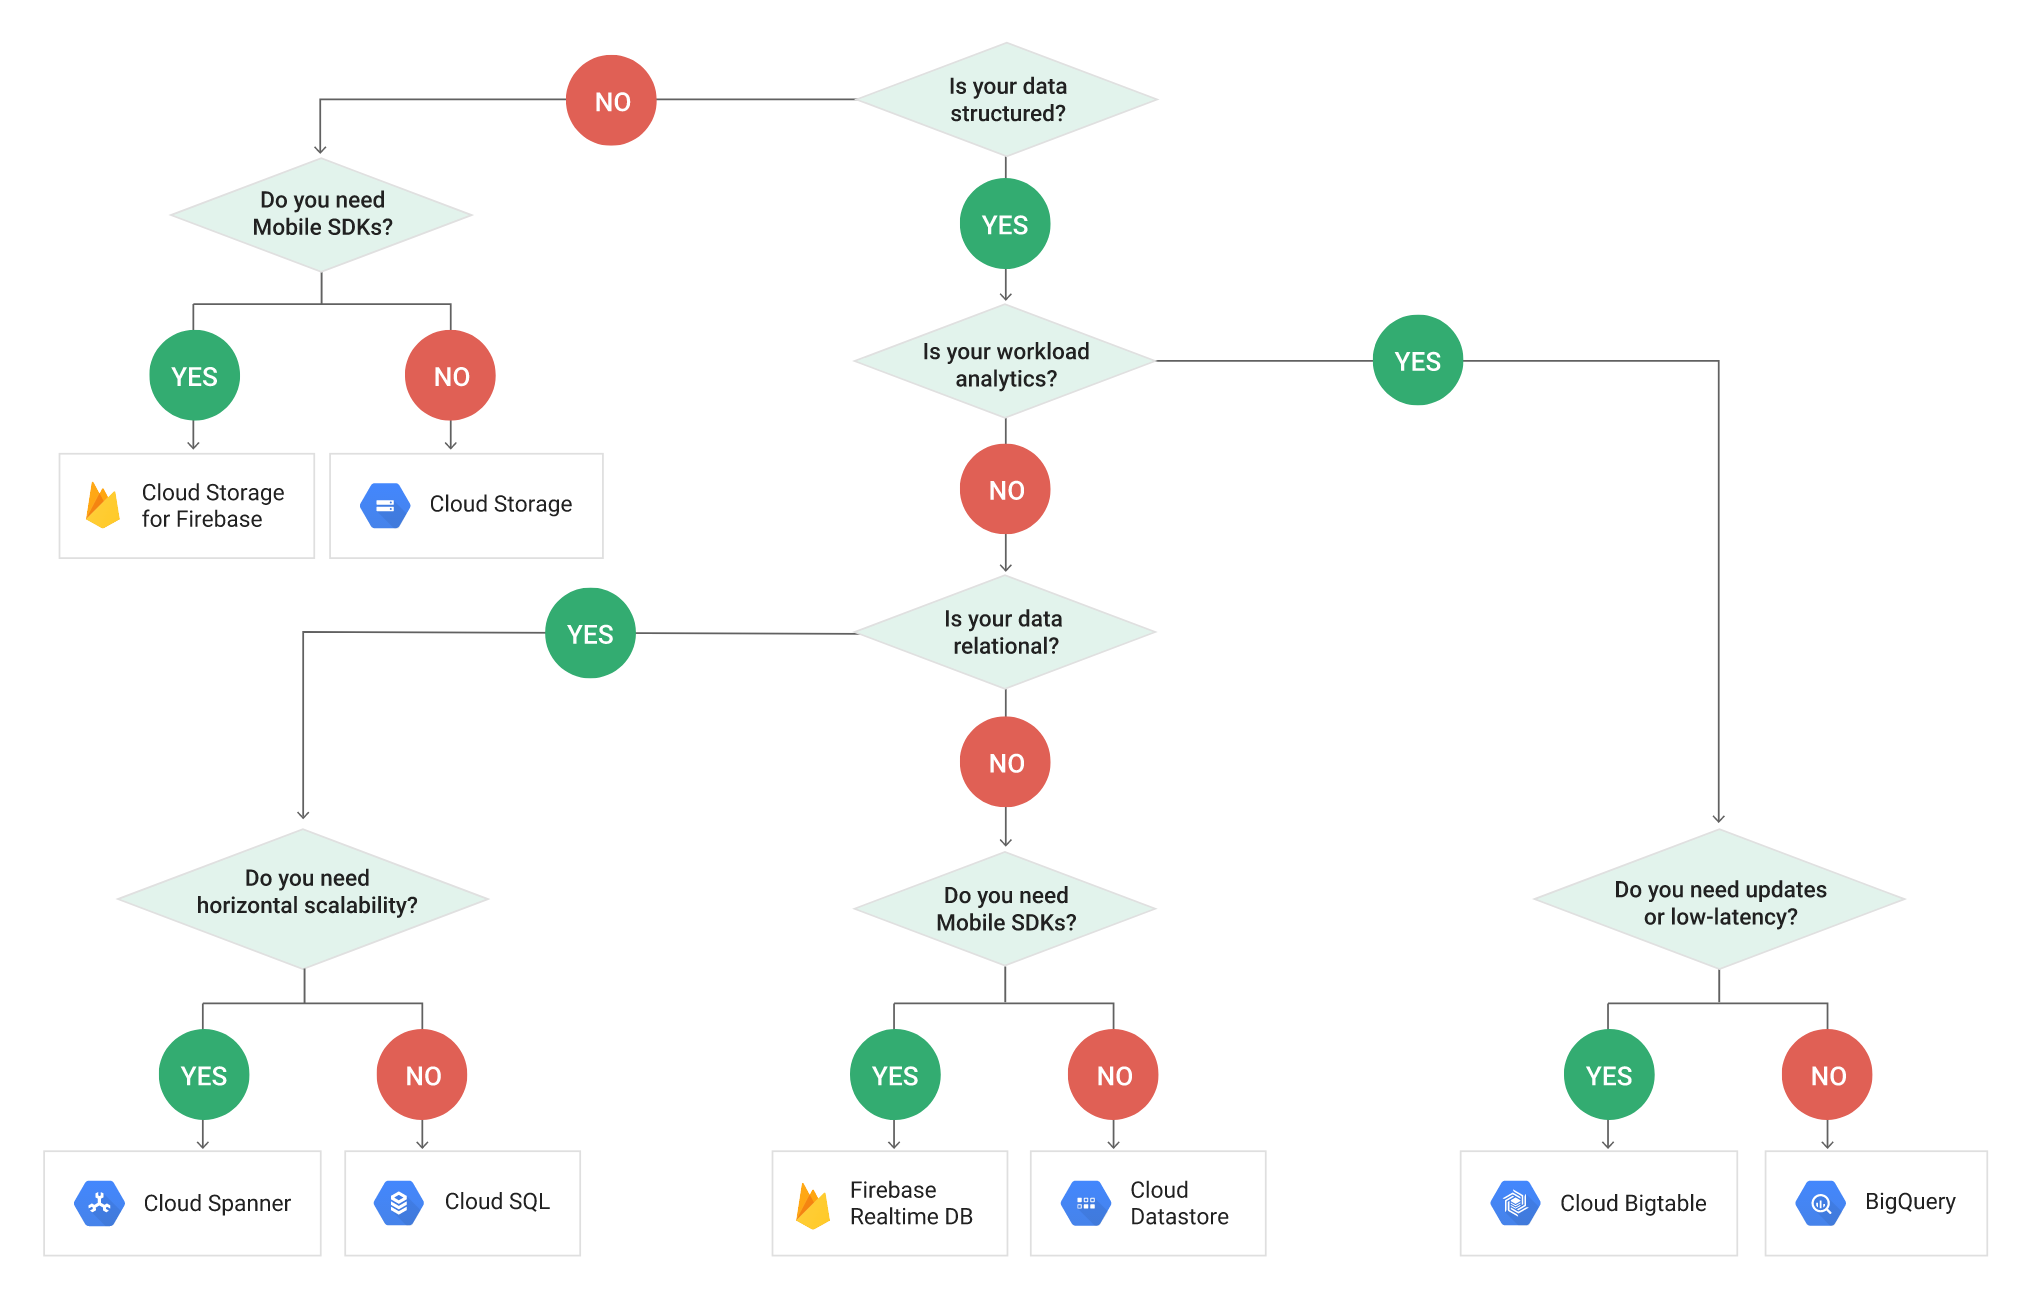 Is your data
structured?
NO
Do you need
Mobile SDKs?
YES
YES
NO
Cloud Storage
for Firebase
Cloud Storage
Is your workload
analytics?
YES
NO
Is your data
relational?
YES
NO
Do you need
horizontal scalability?
Do you need
Mobile SDKs?
Do you need updates
or low-latency?
YES
NO
YES
NO
YES
NO
Cloud Spanner
Cloud SQL
Firebase
Realtime DB
Cloud
Datastore
Cloud Bigtable
BigQuery